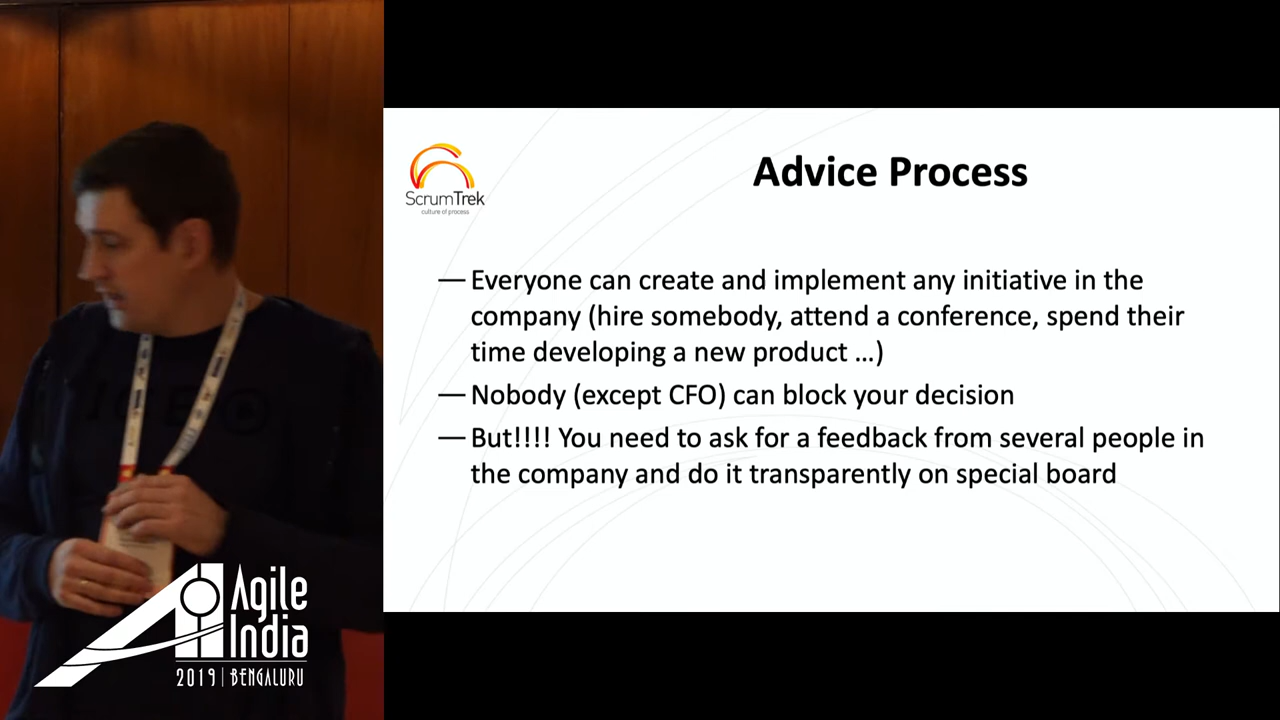 ScrumTrek
culture of process
Advice Process
— Everyone can create and implement any initiative in the
company (hire somebody, attend a conference, spend their
time developing a new product ...)
— Nobody (except CFO) can block your decision
— But!!!! You need to ask for a feedback from several people in
the company and do it transparently on special board
Agile
India
2019 | BENGALURU